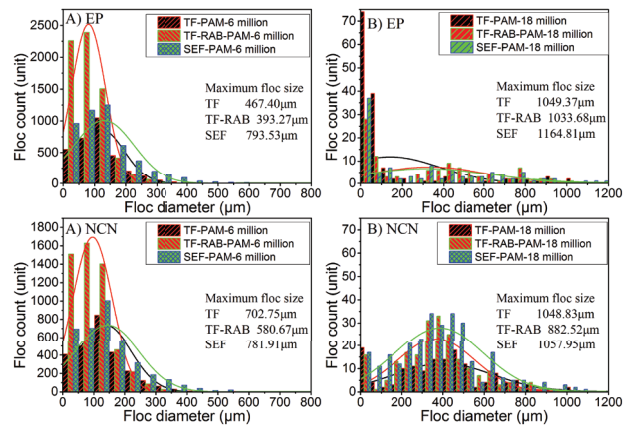 A) EP
TF-PAM-6 million
TF-RAB-PAM-6 million
SEF-PAM-6 million
Maximum floc size
TF 467.40μm
TF-RAB 393.27μm
SEF 793.53μm
Floc count (unit)
2500
2000
1500
1000
500
0
0 100 200 300 400 500 600 700 800
Floc diameter (μm)
B) EP
TF-PAM-18 million
TF-RAB-PAM-18 million
SEF-PAM-18 million
Maximum floc size
TF 1049.37μm
TF-RAB 1033.68μm
SEF 1164.81μm
Floc count (unit)
70
60
50
40
30
20
10
0
0 200 400 600 800 1000 1200
Floc diameter (μm)
A) NCN
TF-PAM-6 million
TF-RAB-PAM-6 million
SEF-PAM-6 million
Maximum floc size
TF 702.75μm
TF-RAB 580.67μm
SEF 781.91μm
Floc count (unit)
1800
1600
1400
1200
1000
800
600
400
200
0
0 100 200 300 400 500 600 700 800
Floc diameter (μm)
B) NCN
TF-PAM-18 million
TF-RAB-PAM-18 million
SEF-PAM-18 million
Maximum floc size
TF 1048.83μm
TF-RAB 882.52μm
SEF 1057.95μm
Floc count (unit)
70
60
50
40
30
20
10
0
0 200 400 600 800 1000 1200
Floc diameter (μm)